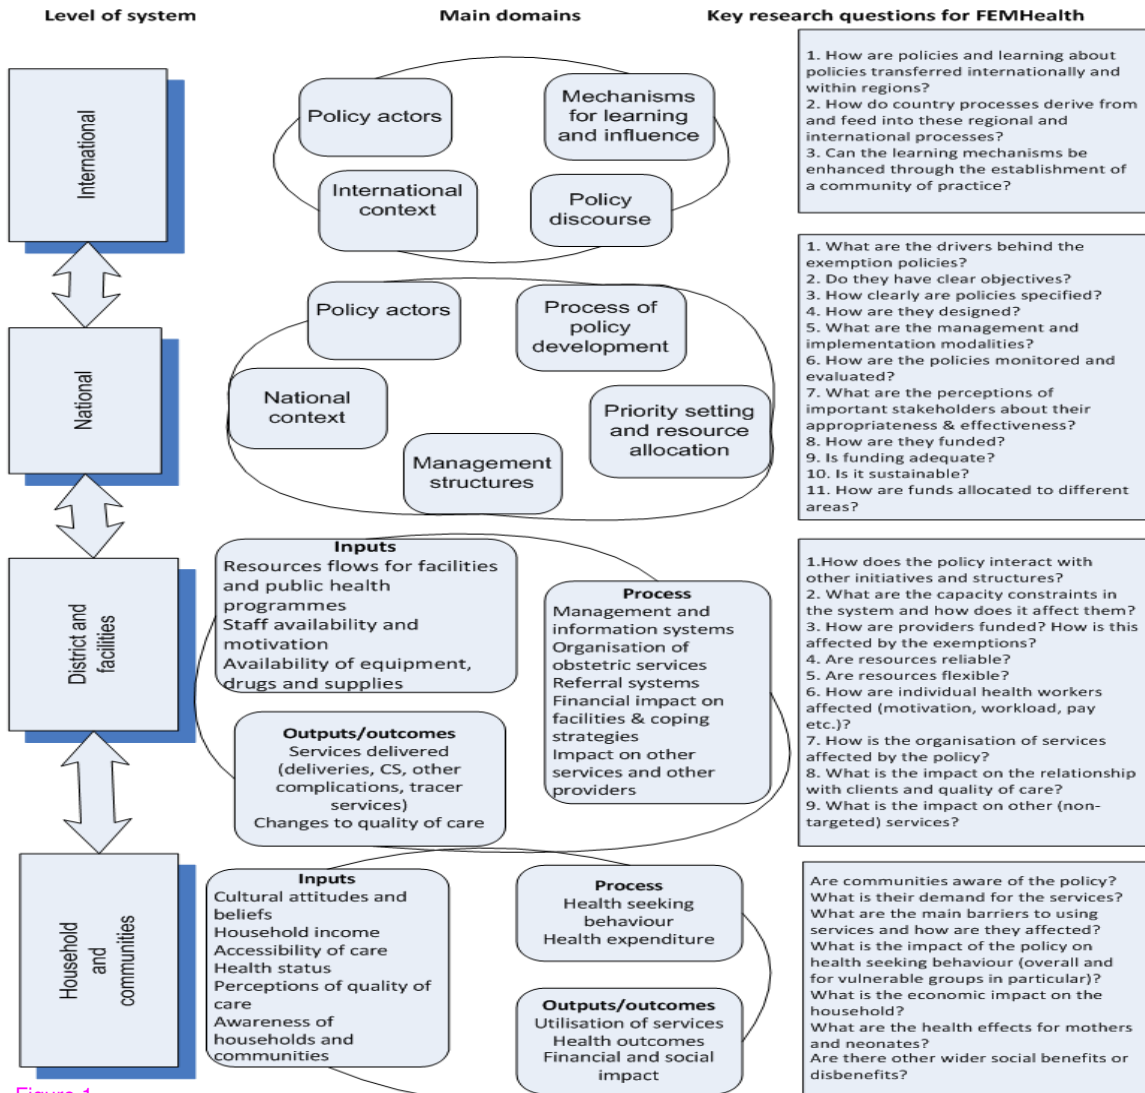 Level of system
Main domains
Key research questions for FEMHealth
International
Policy actors
Mechanisms
for learning
and influence
International
context
Policy
discourse
1. How are policies and learning about
policies transferred internationally and
within regions?
2. How do country processes derive from
and feed into these regional and
international processes?
3. Can the learning mechanisms be
enhanced through the establishment of
a community of practice?
National
Policy actors
Process of
policy
development
National
context
Priority setting
and resource
allocation
Management
structures
1. What are the drivers behind the
exemption policies?
2. Do they have clear objectives?
3. How clearly are policies specified?
4. How are they designed?
5. What are the management and
implementation modalities?
6. How are the policies monitored and
evaluated?
7. What are the perceptions of
important stakeholders about their
appropriateness & effectiveness?
8. How are they funded?
9. Is funding adequate?
10. Is it sustainable?
11. How are funds allocated to different
areas?
District and
facilities
Inputs
Resources flows for facilities
and public health
programmes
Staff availability and
motivation
Availability of equipment,
drugs and supplies
Process
Management and
information systems
Organisation of
obstetric services
Referral systems
Financial impact on
facilities & coping
strategies
Impact on other
services and other
providers
Outputs/outcomes
Services delivered
(deliveries, CS, other
complications, tracer
services)
Changes to quality of care
1.How does the policy interact with
other initiatives and structures?
2. What are the capacity constraints in
the system and how does it affect them?
3. How are providers funded? How is this
affected by the exemptions?
4. Are resources reliable?
5. Are resources flexible?
6. How are individual health workers
affected (motivation, workload, pay
etc.)?
7. How is the organisation of services
affected by the policy?
8. What is the impact on the relationship
with clients and quality of care?
9. What is the impact on other (non-
targeted) services?
Household
and
communities
Inputs
Cultural attitudes and
beliefs
Household income
Accessibility of care
Health status
Perceptions of quality of
care
Awareness of
households and
communities
Process
Health seeking
behaviour
Health expenditure
Outputs/outcomes
Utilisation of services
Health outcomes
Financial and social
impact
Are communities aware of the policy?
What is their demand for the services?
What are the main barriers to using
services and how are they affected?
What is the impact of the policy on
health seeking behaviour (overall and
for vulnerable groups in particular)?
What is the economic impact on the
household?
What are the health effects for mothers
and neonates?
Are there other wider social benefits or
disbenefits?
Figure 1